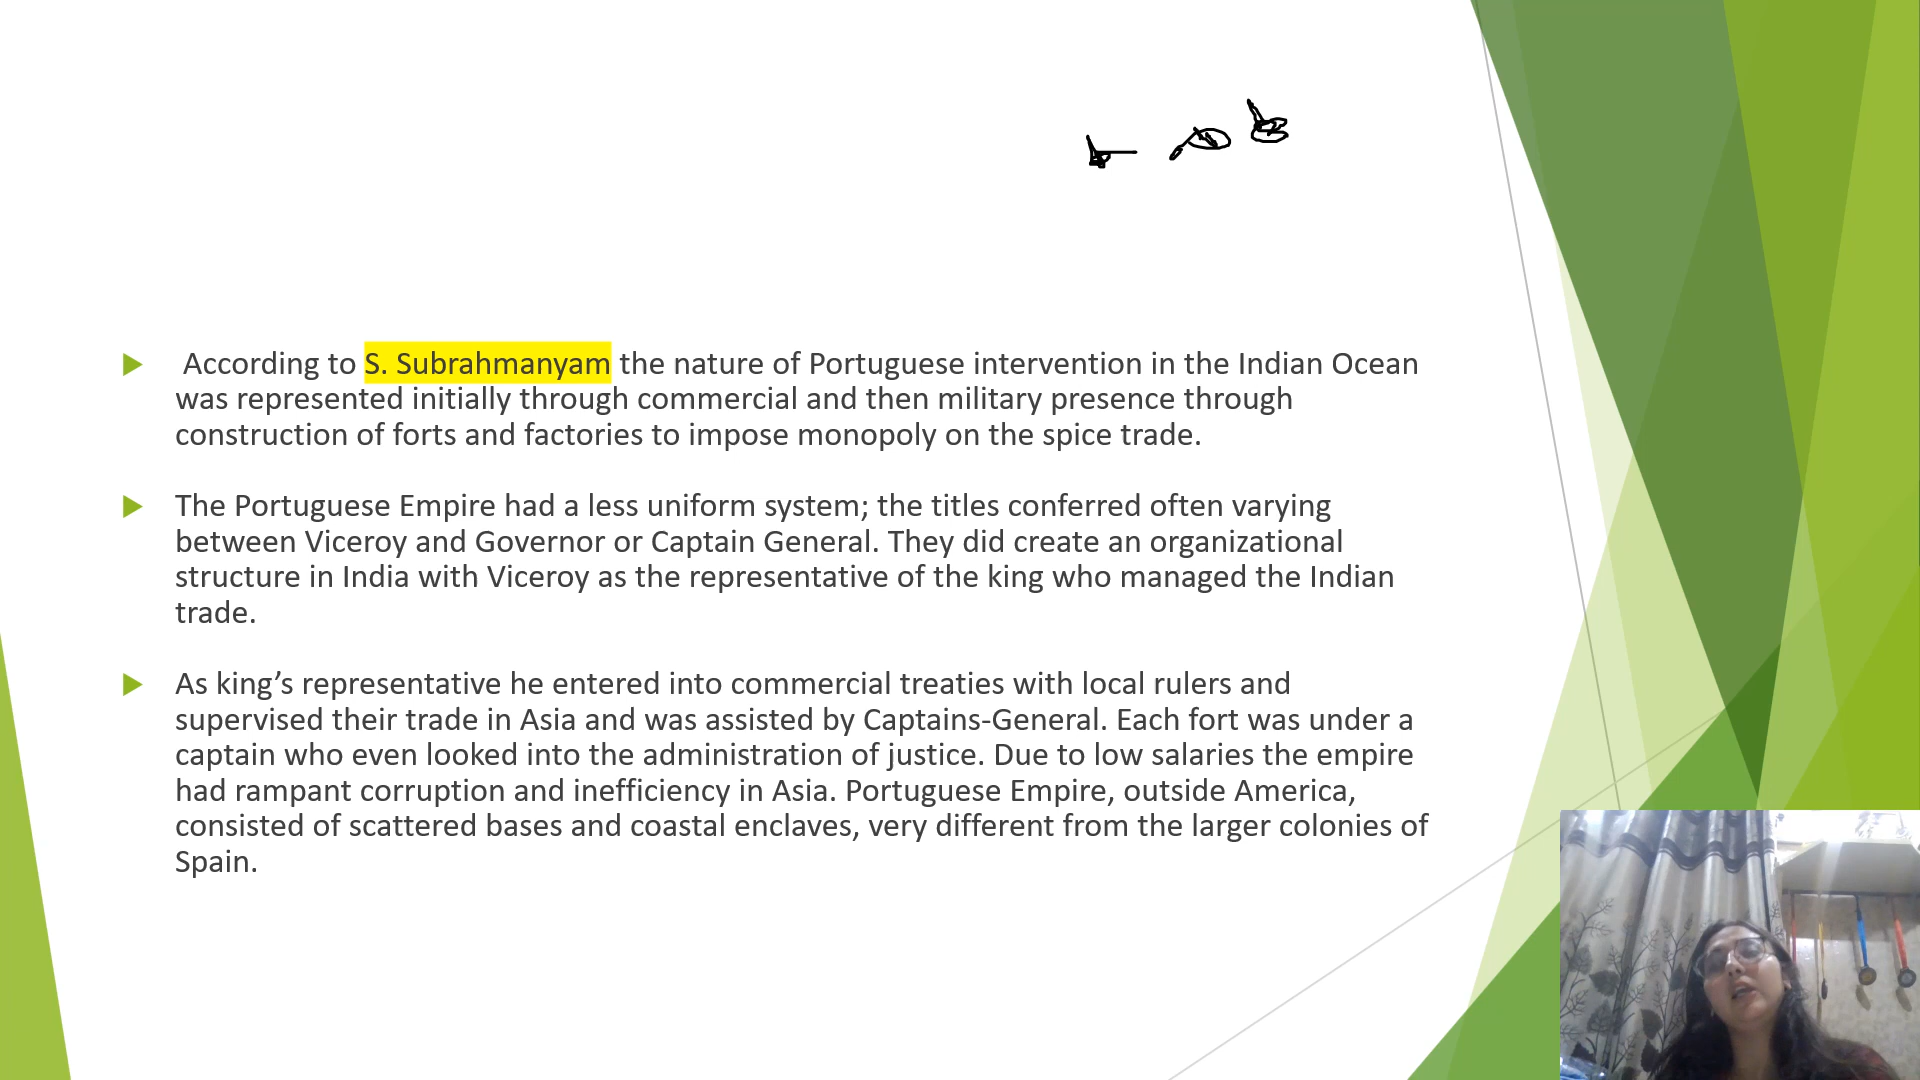 According to S. Subrahmanyam the nature of Portuguese intervention in the Indian Ocean
was represented initially through commercial and then military presence through
construction of forts and factories to impose monopoly on the spice trade.
The Portuguese Empire had a less uniform system; the titles conferred often varying
between Viceroy and Governor or Captain General. They did create an organizational
structure in India with Viceroy as the representative of the king who managed the Indian
trade.
As king’s representative he entered into commercial treaties with local rulers and
supervised their trade in Asia and was assisted by Captains-General. Each fort was under a
captain who even looked into the administration of justice. Due to low salaries the empire
had rampant corruption and inefficiency in Asia. Portuguese Empire, outside America,
consisted of scattered bases and coastal enclaves, very different from the larger colonies of
Spain.